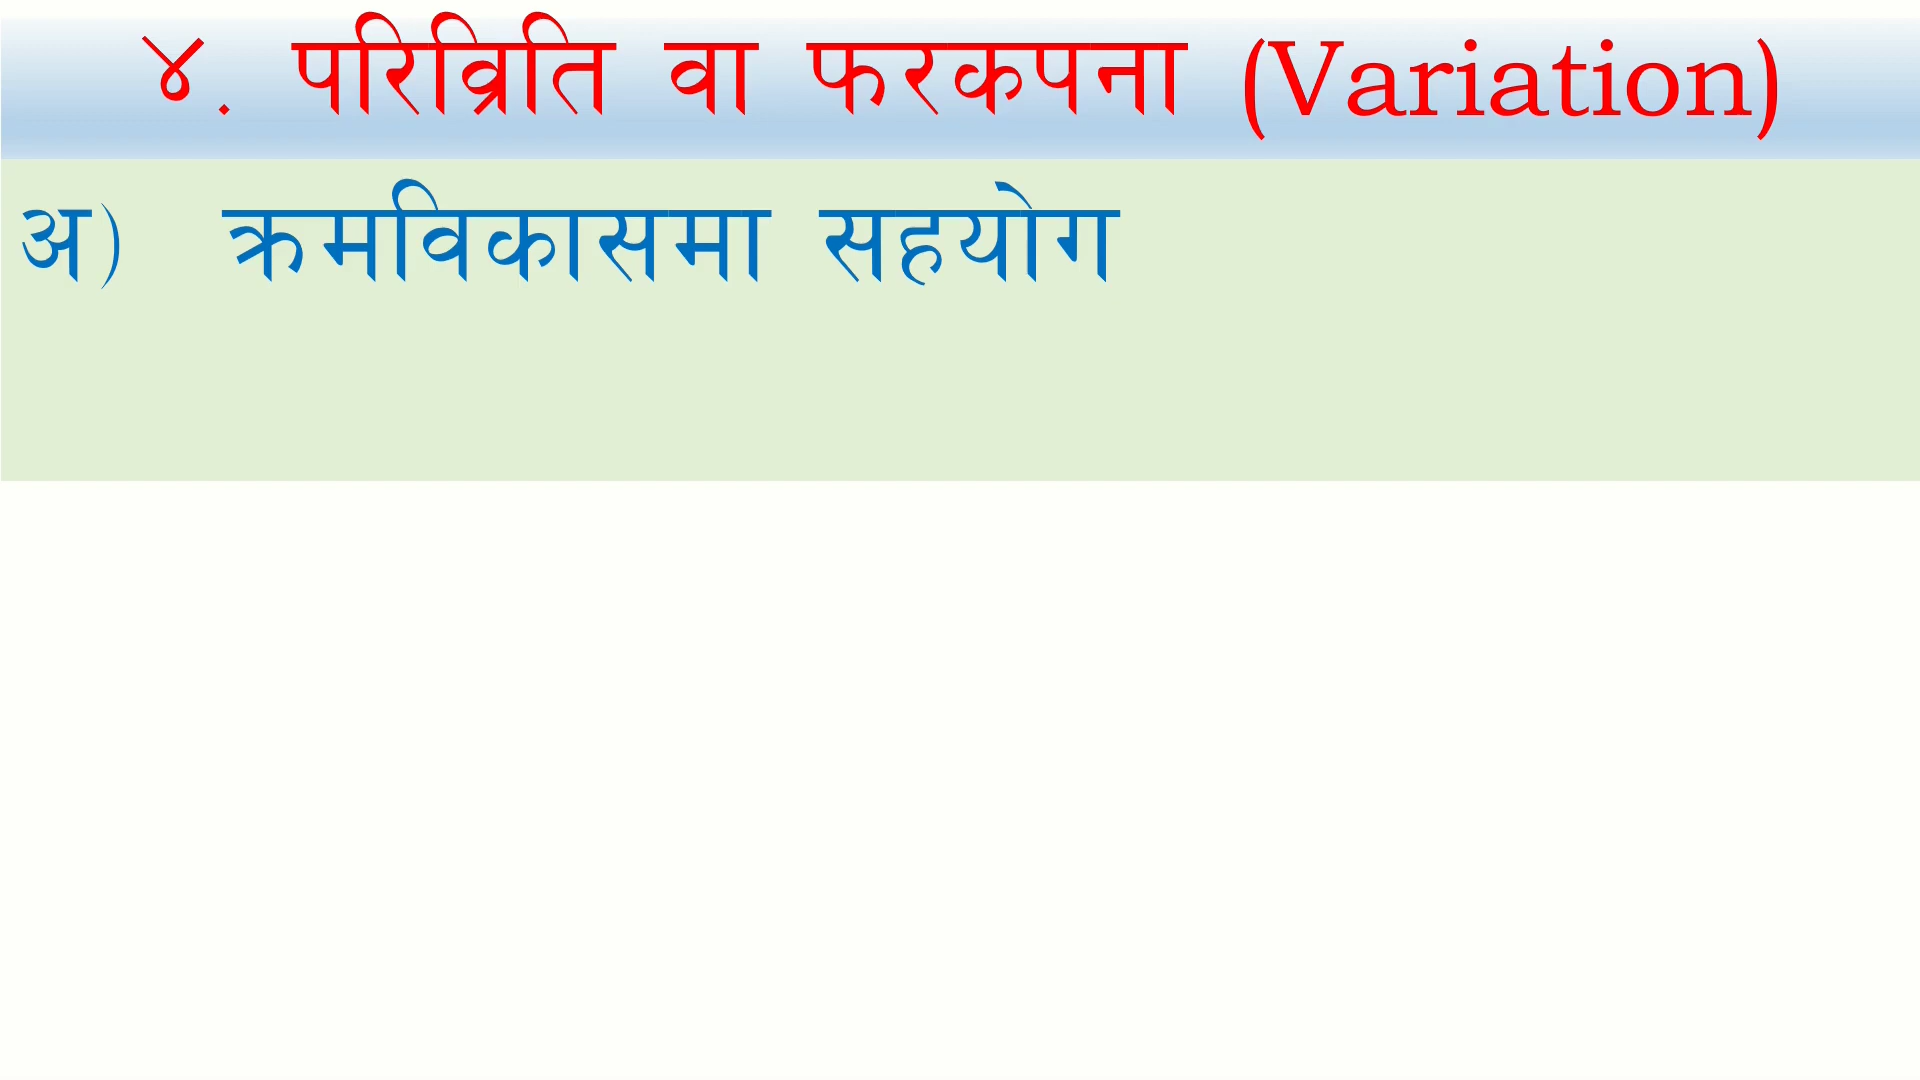 ४. परिव्रिति वा फरकपना (Variation)
अ) क्रमविकासमा सहयोग